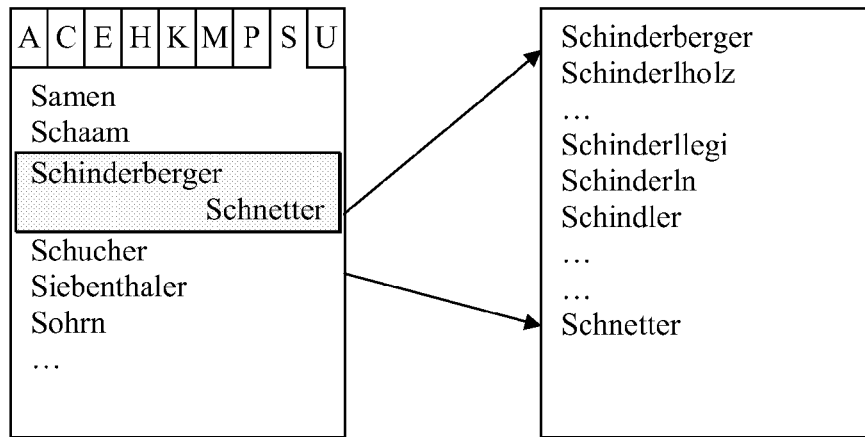 A C E H K M P S U
Samen
Schaam
Schinderberger
Schnetter
Schucher
Siebenthaler
Sohrn
…
Schinderberger
Schinderlholz
…
Schinderllegi
Schinderln
Schindler
…
…
Schnetter